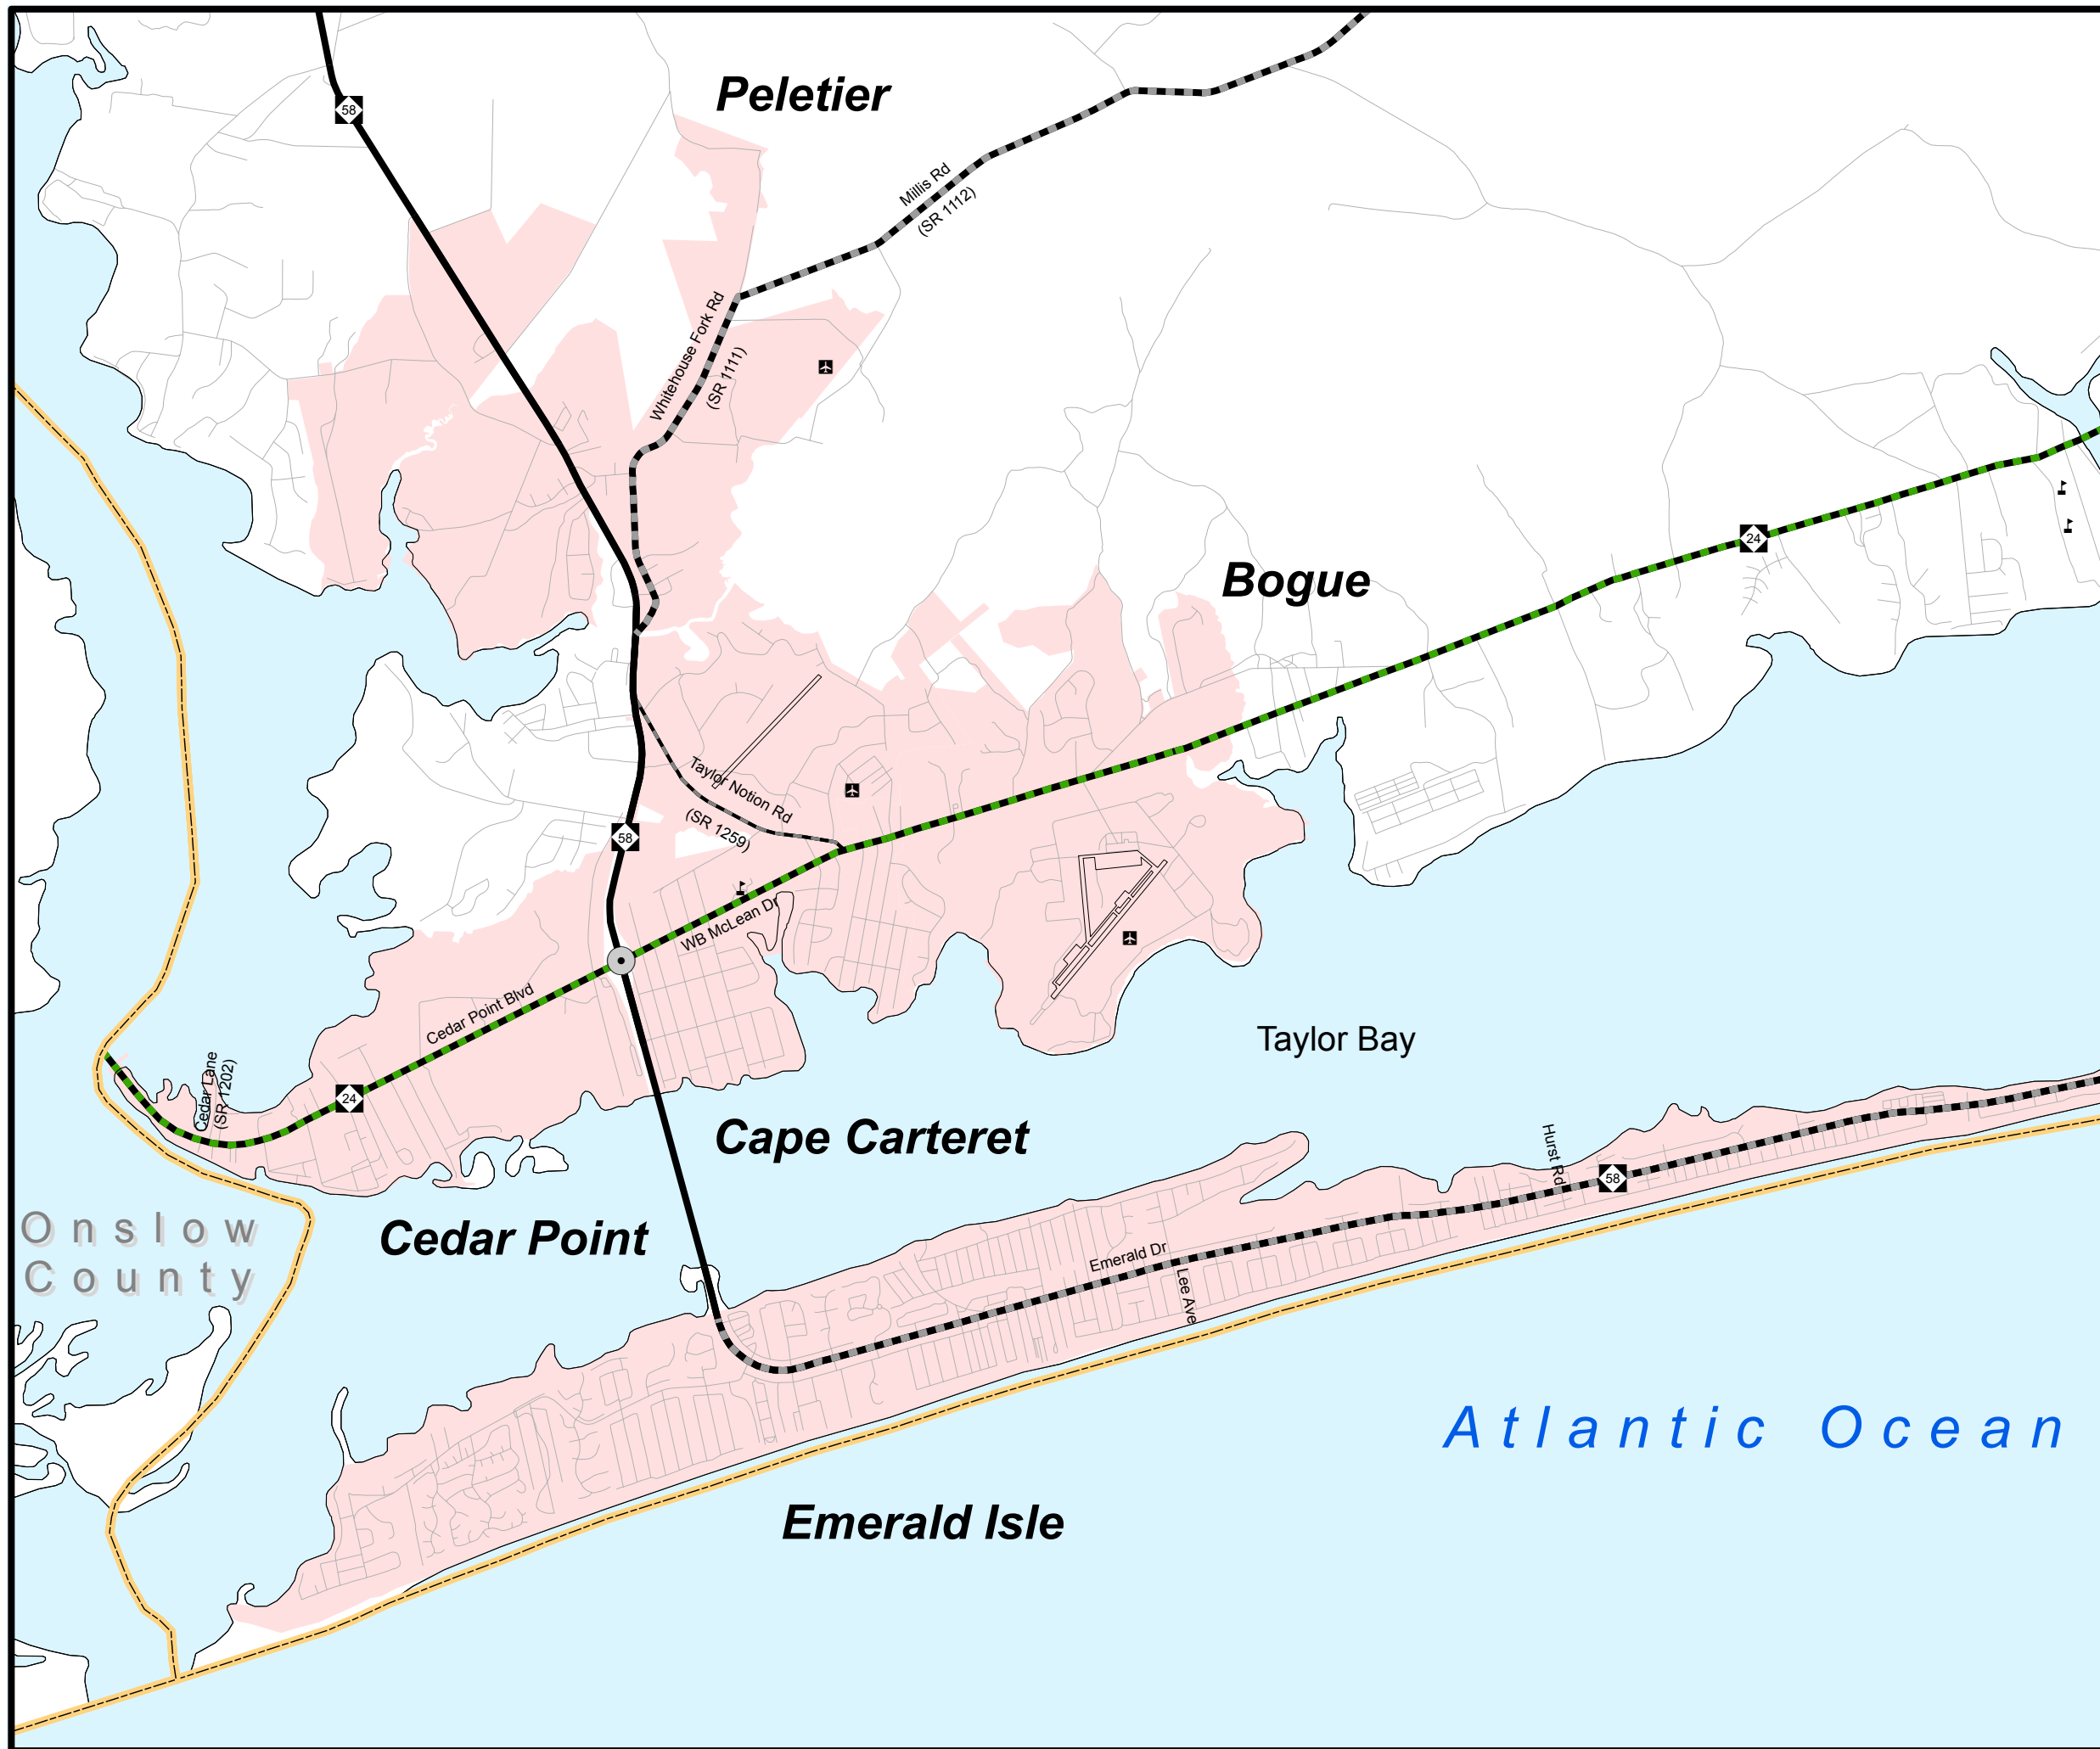 Peletier
58
Millis Rd
(SR 1112)
Whitehouse Fork Rd
(SR 1111)
24
Bogue
Taylor Notion Rd
(SR 1259)
58
WB McLean Dr
Cedar Point Blvd
Taylor Bay
Cedar Lane
(SR 1202)
24
Cape Carteret
Hurst Rd
58
Onslow
County
Cedar Point
Emerald Dr
Lee Ave
Atlantic Ocean
Emerald Isle